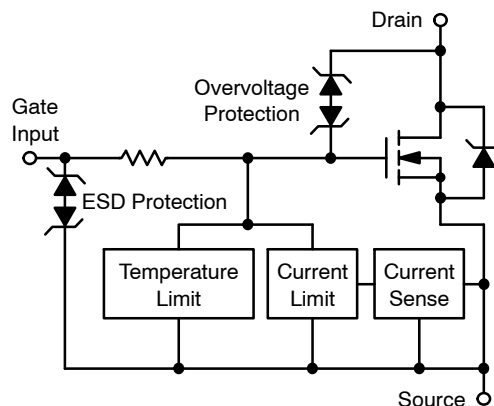 Drain
Overvoltage
Protection
Gate
Input
ESD Protection
Temperature
Limit
Current
Limit
Current
Sense
Source